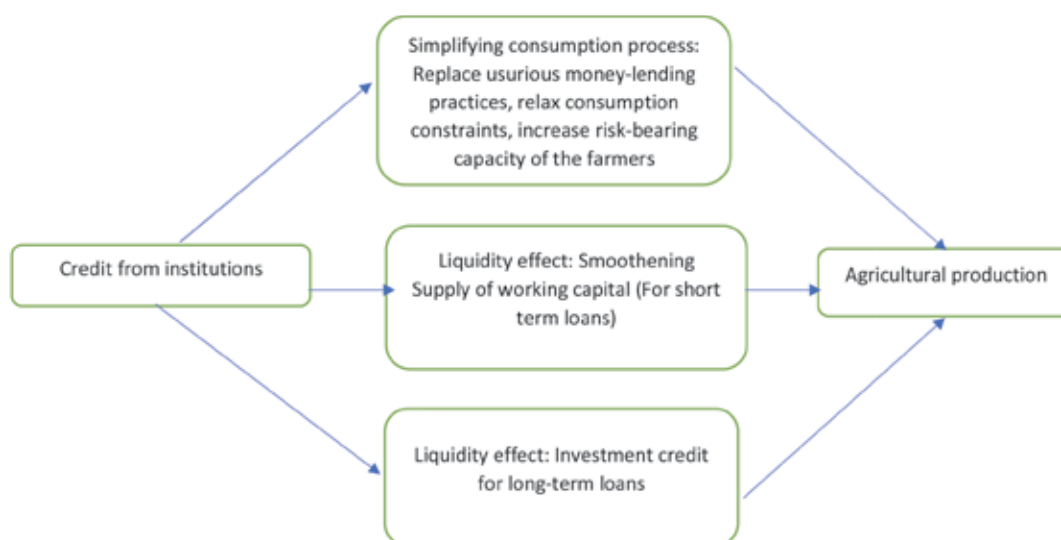 Simplifying consumption process:
Replace usurious money-lending
practices, relax consumption
constraints, increase risk-bearing
capacity of the farmers
Credit from institutions
Liquidity effect: Smoothening
Supply of working capital (For short
term loans)
Agricultural production
Liquidity effect: Investment credit
for long-term loans